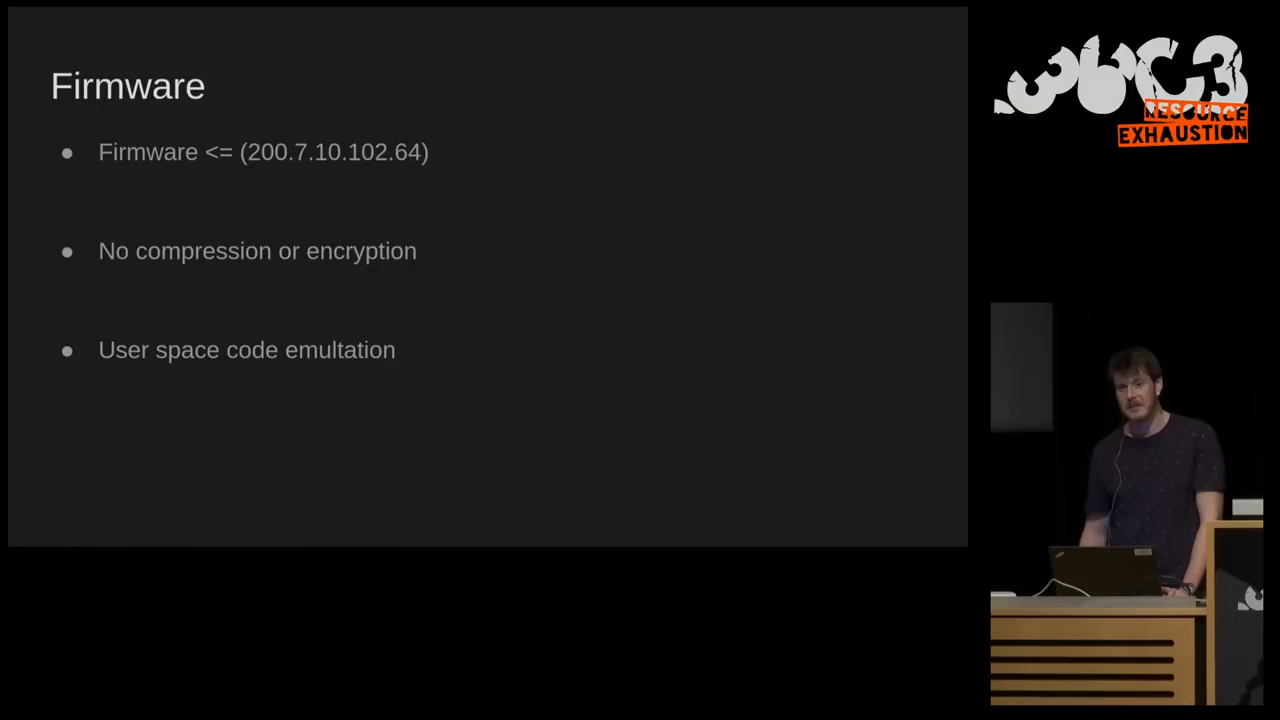 Firmware
● Firmware <= (200.7.10.102.64)
● No compression or encryption
● User space code emultation
36C3
RESOURCE
EXHAUSTION